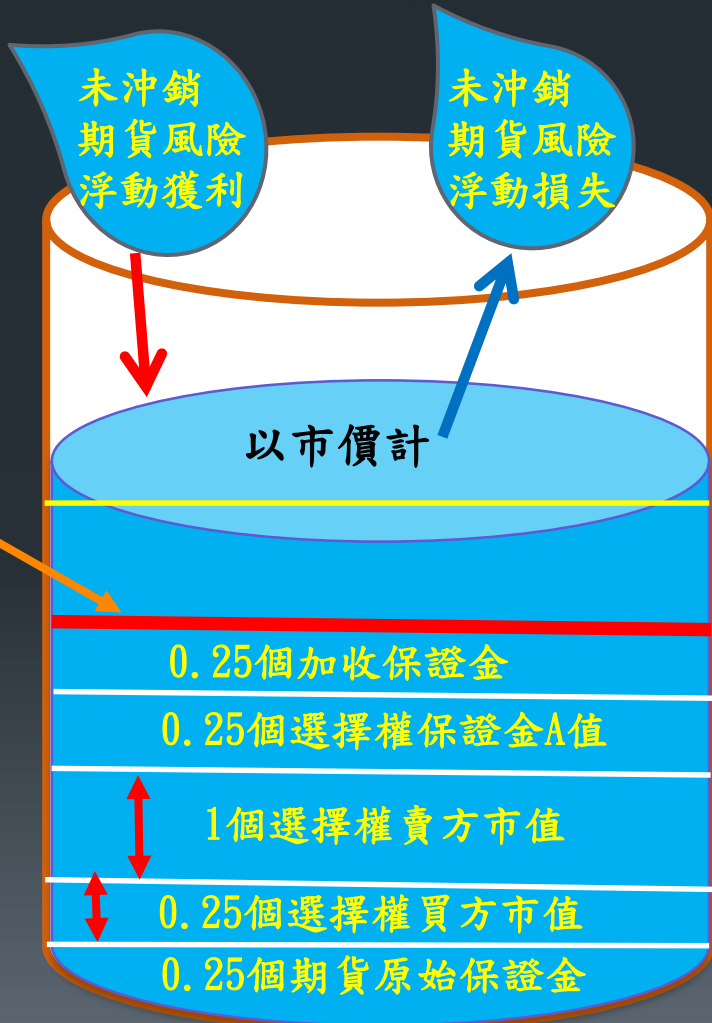 未沖銷
期貨風險
浮動獲利
未沖銷
期貨風險
浮動損失
以市價計
0.25個加收保證金
0.25個選擇權保證金A值
1個選擇權賣方市值
0.25個選擇權買方市值
0.25個期貨原始保證金